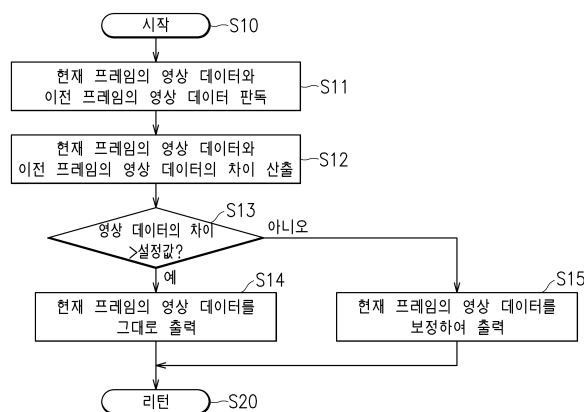 시작
S10
현재 프레임의 영상 데이터와
이전 프레임의 영상 데이터 판독
S11
현재 프레임의 영상 데이터와
이전 프레임의 영상 데이터의 차이 산출
S12
S13
영상 데이터의 차이
>설정값?
아니오
예
S14
현재 프레임의 영상 데이터를
그대로 출력
S15
현재 프레임의 영상 데이터를
보정하여 출력
리턴
S20